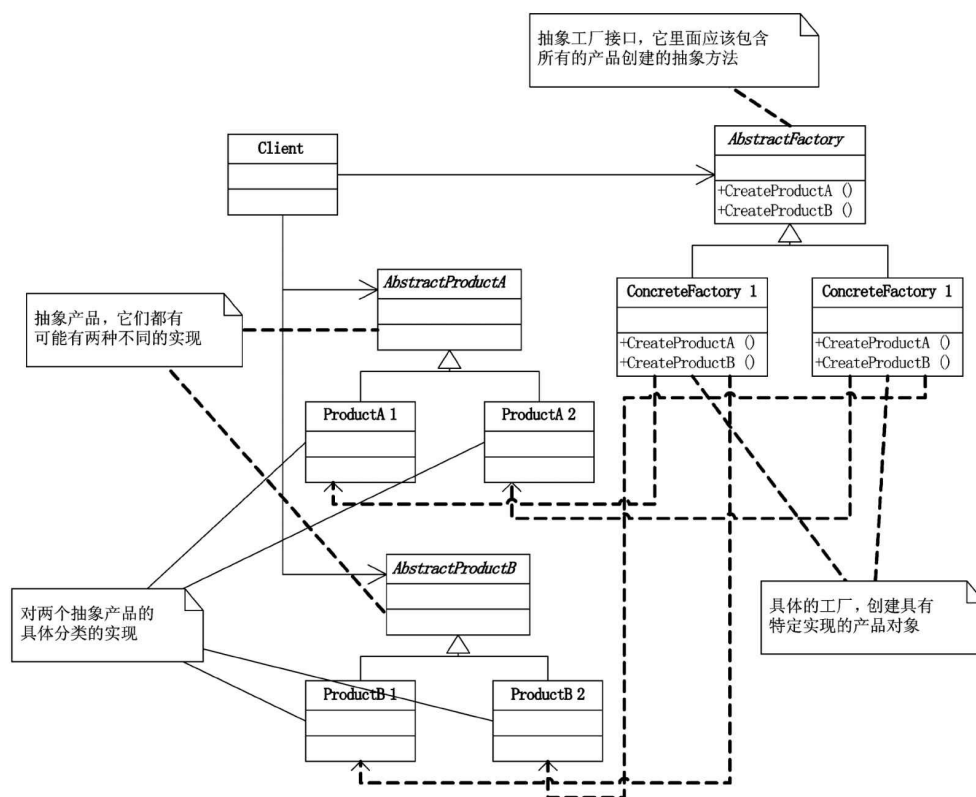 抽象工厂接口，它里面应该包含
所有的产品创建的抽象方法
Client
AbstractFactory
+CreateProductA ()
+CreateProductB ()
AbstractProductA
ConcreteFactory 1
ConcreteFactory 1
抽象产品，它们都有
可能有两种不同的实现
+CreateProductA ()
+CreateProductB ()
+CreateProductA ()
+CreateProductB ()
ProductA 1
ProductA 2
AbstractProductB
对两个抽象产品的
具体分类的实现
具体的工厂，创建具有
特定实现的产品对象
ProductB 1
ProductB 2